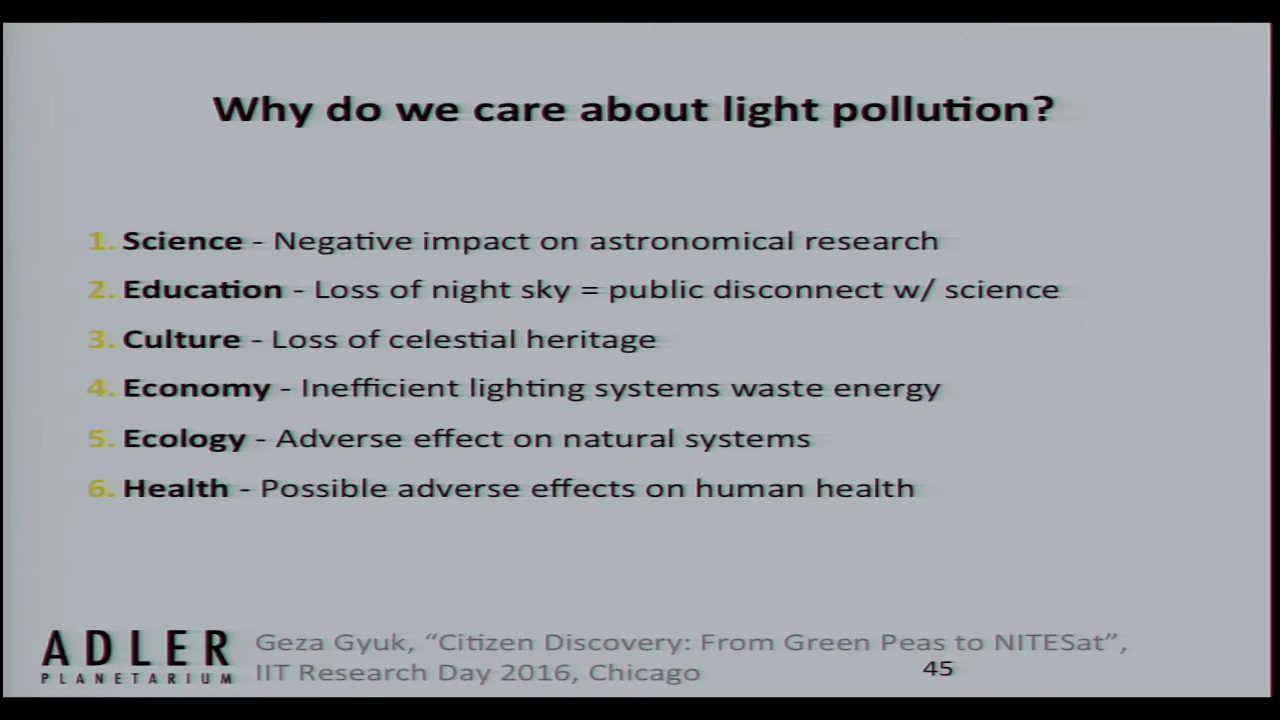 Why do we care about light pollution?
1. Science - Negative impact on astronomical research
2. Education - Loss of night sky = public disconnect w/ science
3. Culture - Loss of celestial heritage
4. Economy - Inefficient lighting systems waste energy
5. Ecology - Adverse effect on natural systems
6. Health - Possible adverse effects on human health
ADLER
PLANETARIUM
Geza Gyuk, “Citizen Discovery: From Green Peas to NITESat”,
IIT Research Day 2016, Chicago
45